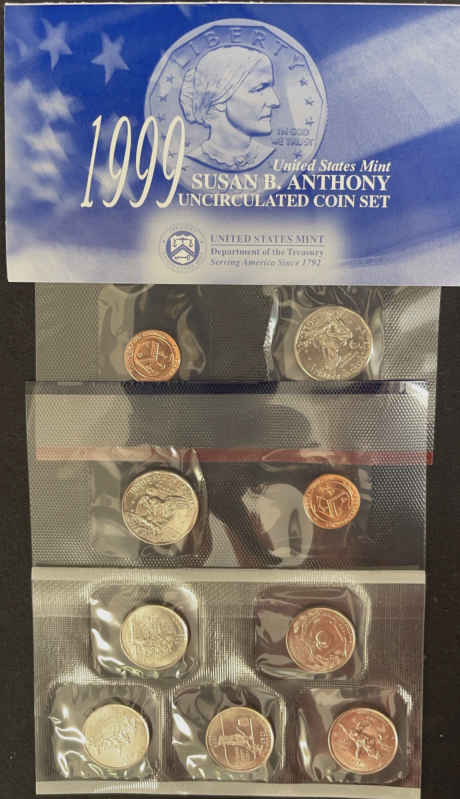 LIBERTY
IN GOD
WE TRUST
1999
United States Mint
SUSAN B. ANTHONY
UNCIRCULATED COIN SET
UNITED STATES MINT
Department of the Treasury
Serving America Since 1792